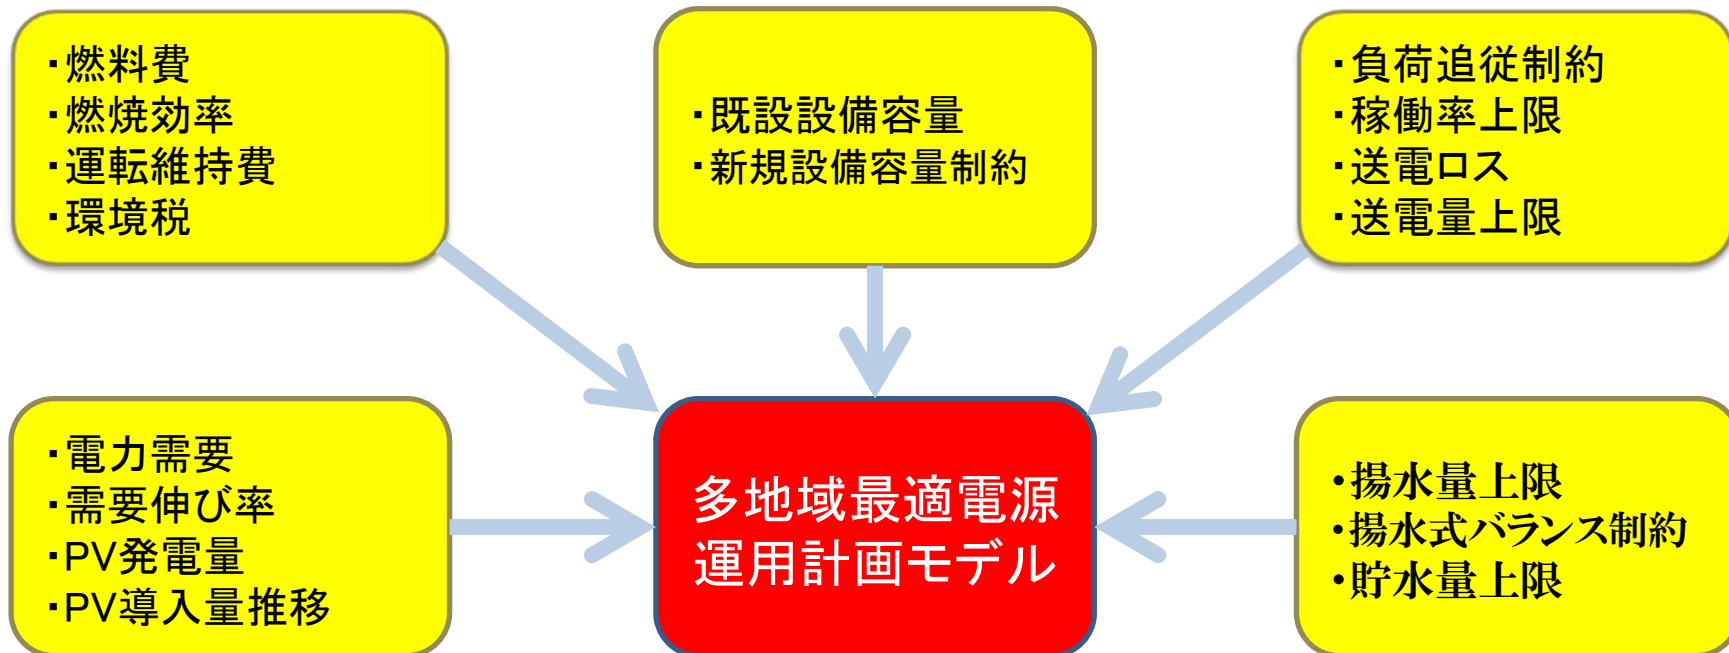 ・燃料費
・燃焼効率
・運転維持費
・環境税
・既設設備容量
・新規設備容量制約
・負荷追従制約
・稼働率上限
・送電ロス
・送電量上限
・電力需要
・需要伸び率
・PV発電量
・PV導入量推移
多地域最適電源
運用計画モデル
・揚水量上限
・揚水式バランス制約
・貯水量上限